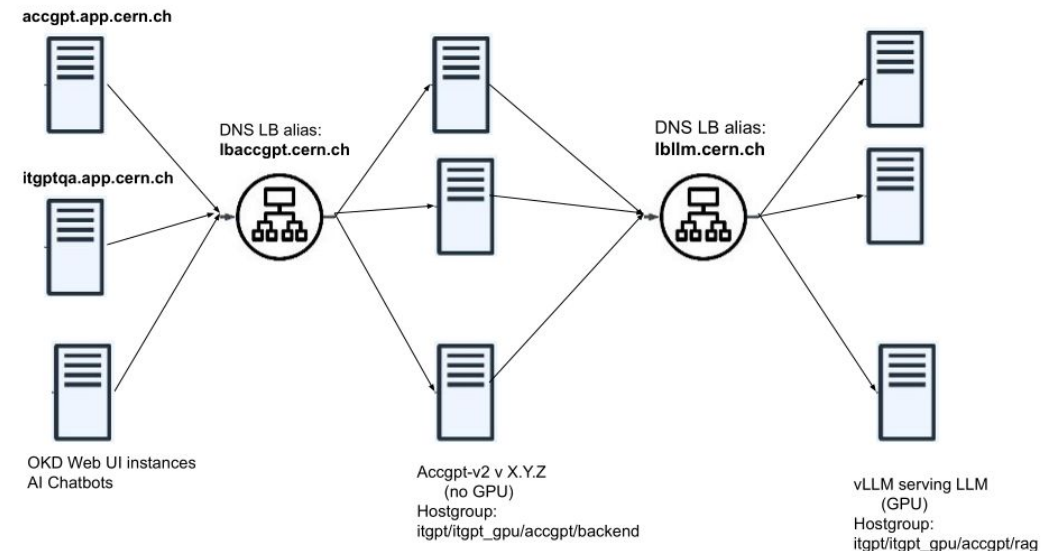 accgpt.app.cern.ch
DNS LB alias:
lbaccgpt.cern.ch
DNS LB alias:
lbllm.cern.ch
itgptqa.app.cern.ch
OKD Web UI instances
AI Chatbots
Accgpt-v2 v X.Y.Z
(no GPU)
Hostgroup:
itgpt/itgpt_gpu/accgpt/backend
vLLM serving LLM
(GPU)
Hostgroup:
itgpt/itgpt_gpu/accgpt/rag